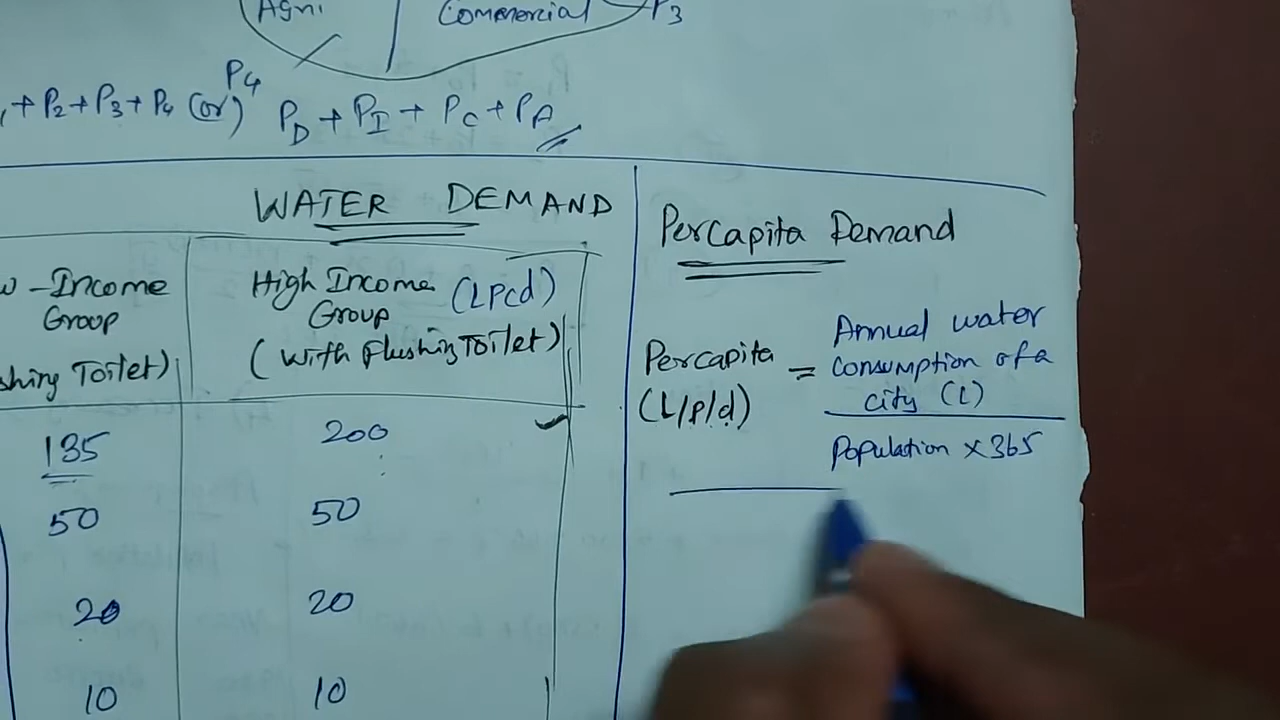 Agri
Commercial
P3
P4
+ P2 + P3 + P4 (or) PD + PI + PC + PA
WATER DEMAND
-Income
Group
Toilet)
High Income (LPcd)
Group
(With Flushing Toilet)
135
200
50
50
20
20
10
10
Percapita Demand
Percapita = Annual water
consumption of a
(L/P/d)
city (L)
Population × 365